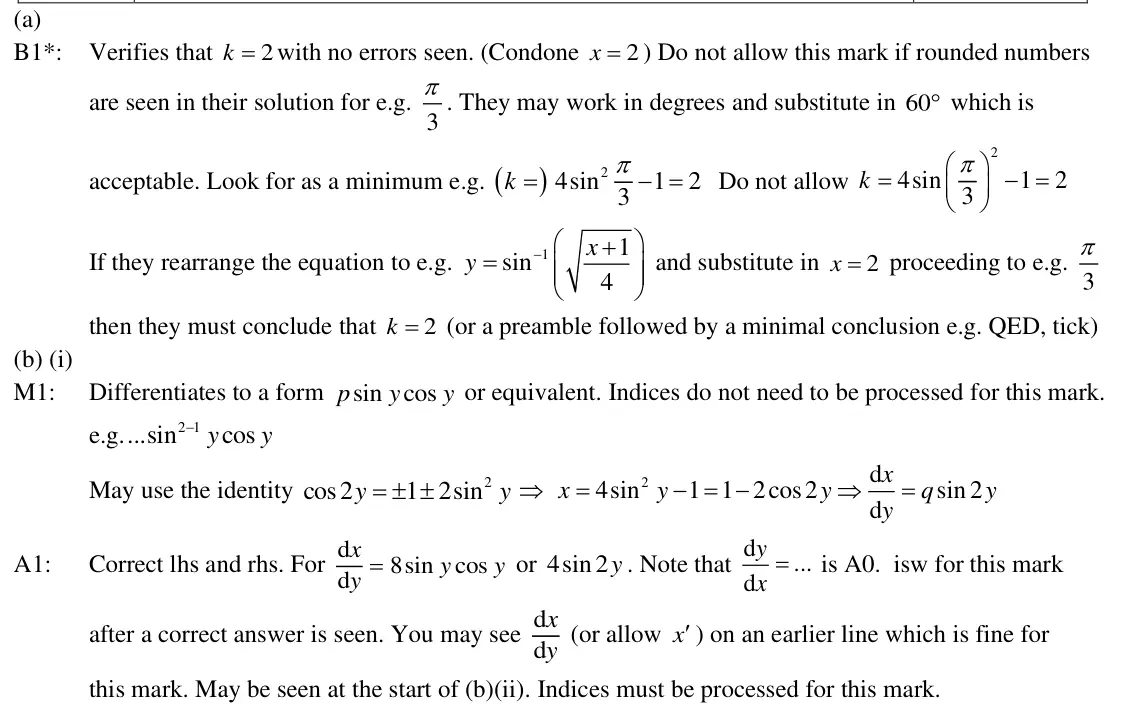 (a)
B1*: Verifies that k = 2 with no errors seen. (Condone x = 2) Do not allow this mark if rounded numbers
are seen in their solution for e.g. π/3. They may work in degrees and substitute in 60° which is
acceptable. Look for as a minimum e.g. (k =) 4sin² π/3 − 1 = 2 Do not allow k = 4sin(π/3)² − 1 = 2
If they rearrange the equation to e.g. y = sin⁻¹(√((x+1)/4)) and substitute in x = 2 proceeding to e.g. π/3
then they must conclude that k = 2 (or a preamble followed by a minimal conclusion e.g. QED, tick)
(b) (i)
M1: Differentiates to a form p sin y cos y or equivalent. Indices do not need to be processed for this mark.
e.g. ...sin²⁻¹ y cos y
May use the identity cos 2y = ±1 ± 2sin² y ⇒ x = 4sin² y − 1 = 1 − 2cos 2y ⇒ dx/dy = q sin 2y
A1: Correct lhs and rhs. For dx/dy = 8sin y cos y or 4sin 2y. Note that dy/dx = ... is A0. isw for this mark
after a correct answer is seen. You may see dx/dy (or allow x′) on an earlier line which is fine for
this mark. May be seen at the start of (b)(ii). Indices must be processed for this mark.